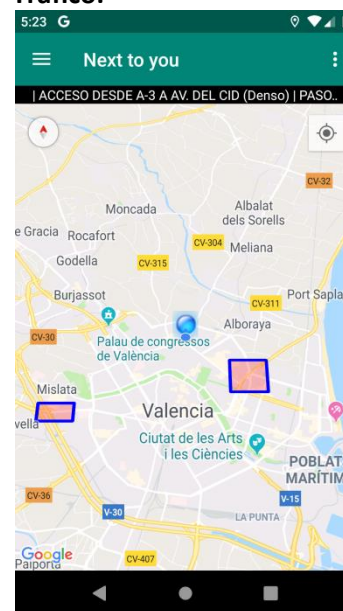 5:23 G
Next to you
| ACCESO DESDE A-3 A AV. DEL CID (Denso) | PASO..
CV-32
Moncada
Albalat
dels Sorells
e Gracia
Rocafort
CV-304
Meliana
Godella
CV-315
Burjassot
CV-311
Port Sapla
Alboraya
CV-30
Palau de congressos
de València
Mislata
Valencia
vella
Ciutat de les Arts
i les Ciències
POBLAT
MARÍTIM
CV-36
V-15
V-30
LA PUNTA
Google
Paiporta
CV-407